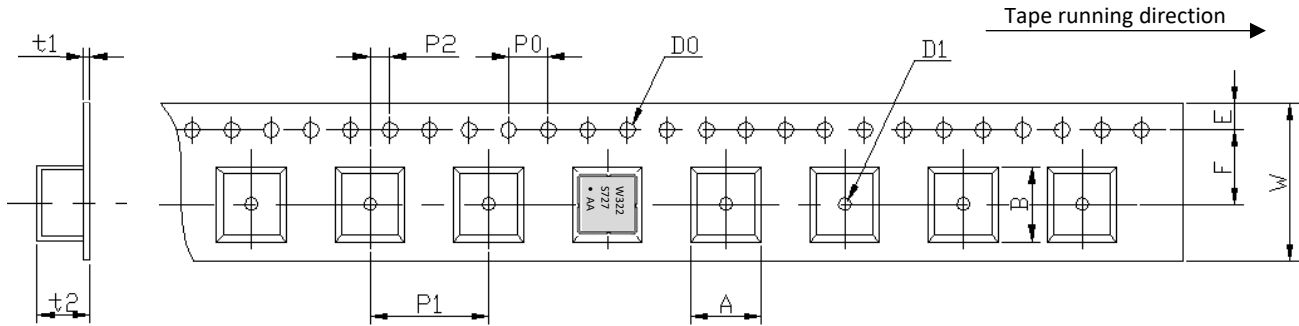 Tape running direction
t1
P2
P0
D0
D1
E
F
W
B
W322
S727
• AA
t2
P1
A